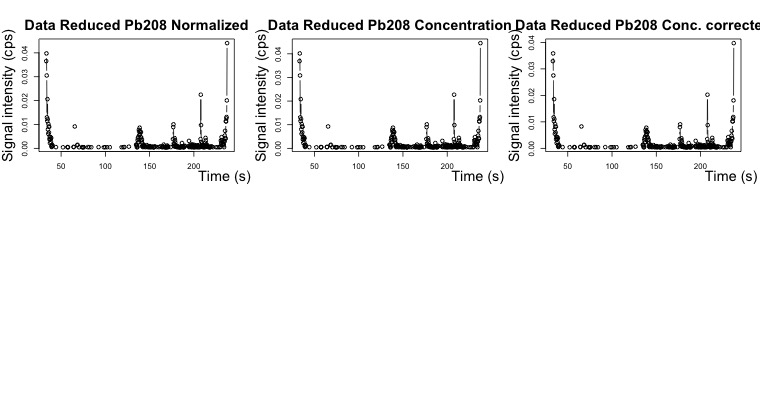 Data Reduced Pb208 Normalized
Signal intensity (cps)
0.00 0.01 0.02 0.03 0.04
50 100 150 200
Time (s)
Data Reduced Pb208 Concentration
Signal intensity (cps)
0.00 0.01 0.02 0.03 0.04
50 100 150 200
Time (s)
Data Reduced Pb208 Conc. correcte
Signal intensity (cps)
0.00 0.01 0.02 0.03 0.04
50 100 150 200
Time (s)